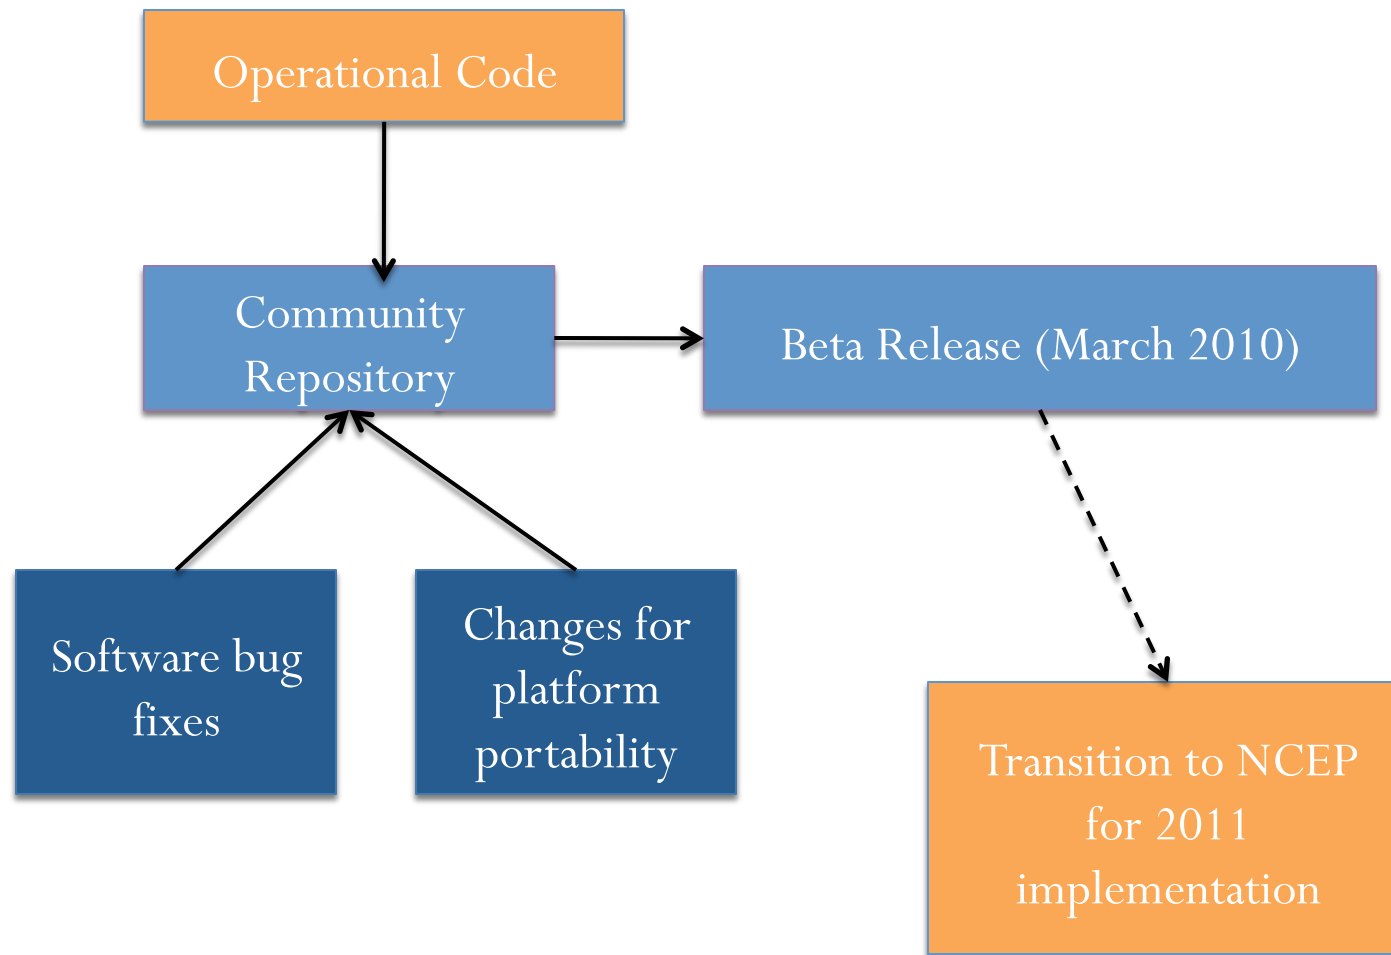 Operational Code
Community
Repository
Beta Release (March 2010)
Software bug
fixes
Changes for
platform
portability
Transition to NCEP
for 2011
implementation